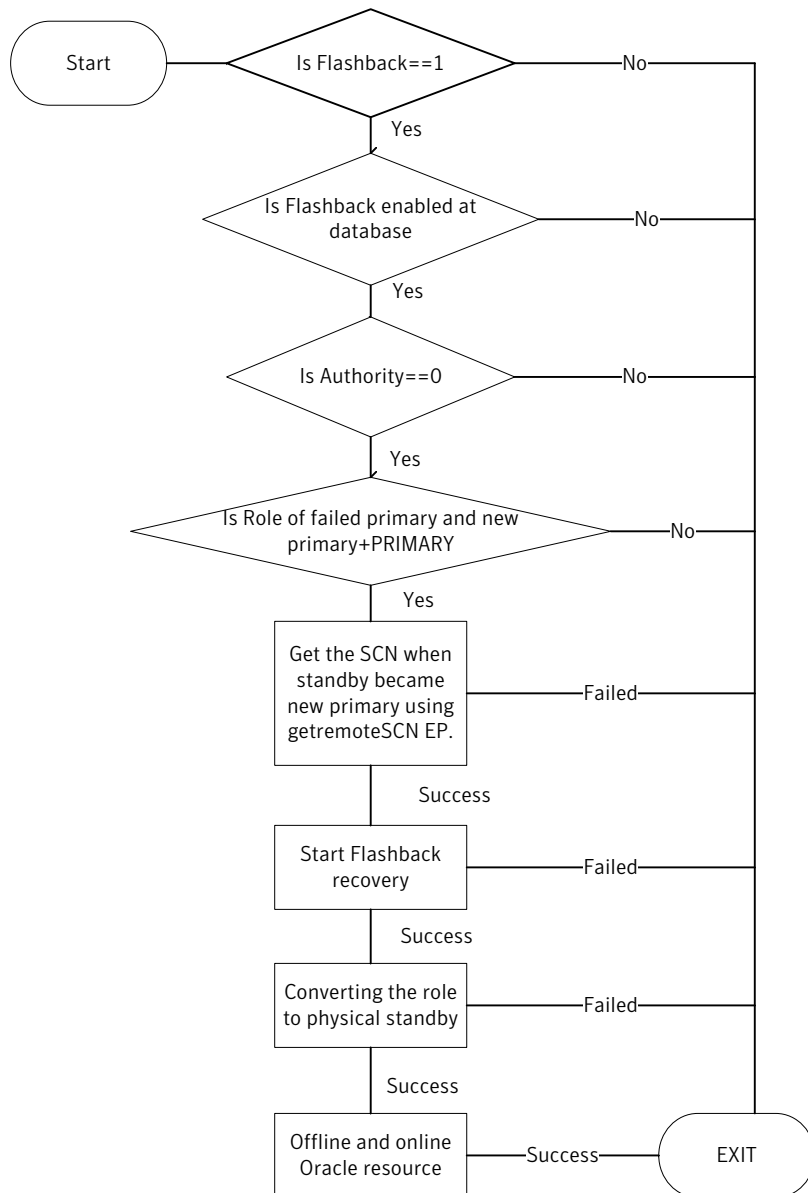 Start
Is Flashback==1
No
Yes
Is Flashback enabled at
database
No
Yes
Is Authority==0
No
Yes
Is Role of failed primary and new
primary+PRIMARY
No
Yes
Get the SCN when
standby became
new primary using
getremoteSCN EP.
Failed
Success
Start Flashback
recovery
Failed
Success
Converting the role
to physical standby
Failed
Success
Offline and online
Oracle resource
Success
EXIT